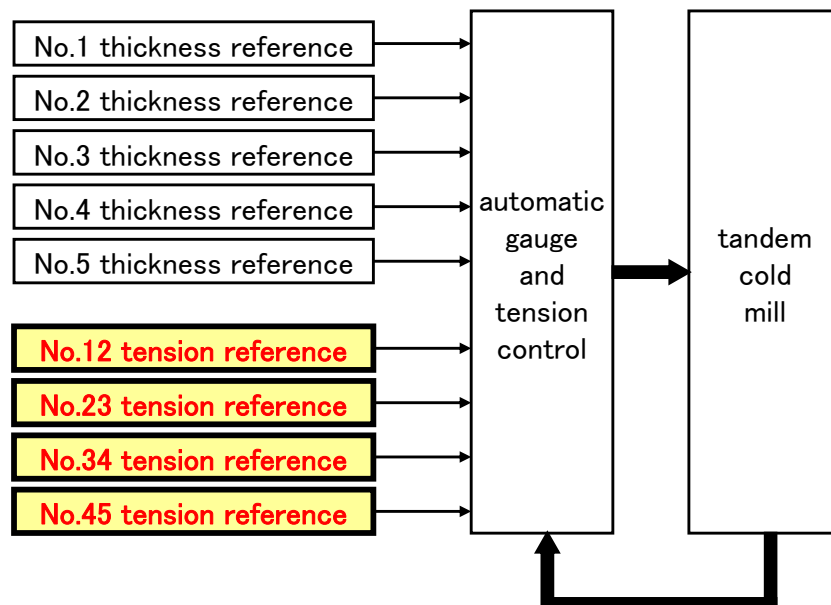 No.1 thickness reference
No.2 thickness reference
No.3 thickness reference
No.4 thickness reference
No.5 thickness reference
No.12 tension reference
No.23 tension reference
No.34 tension reference
No.45 tension reference
automatic
gauge
and
tension
control
tandem
cold
mill